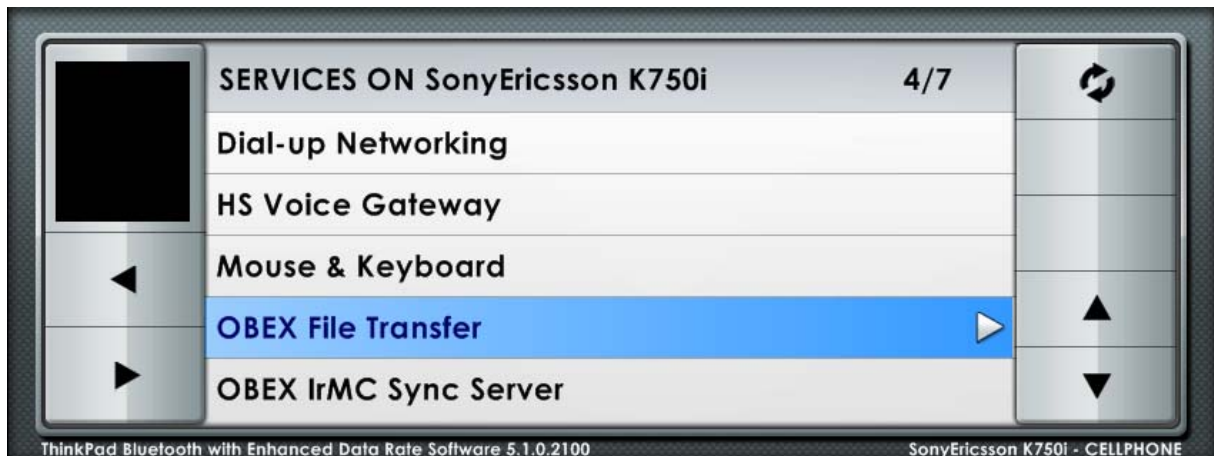 SERVICES ON SonyEricsson K750i 4/7
Dial-up Networking
HS Voice Gateway
Mouse & Keyboard
OBEX File Transfer
OBEX IrMC Sync Server
ThinkPad Bluetooth with Enhanced Data Rate Software 5.1.0.2100 SonyEricsson K750i - CELLPHONE